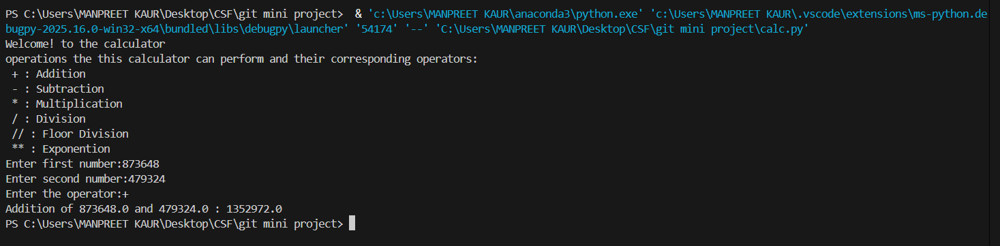 PS C:\Users\MANPREET KAUR\Desktop\CSF\git mini project>  & 'c:\Users\MANPREET KAUR\anaconda3\python.exe' 'c:\Users\MANPREET KAUR\.vscode\extensions\ms-python.de
bugpy-2025.16.0-win32-x64\bundled\libs\debugpy\launcher' '54174' '--' 'C:\Users\MANPREET KAUR\Desktop\CSF\git mini project\calc.py'
Welcome! to the calculator
operations the this calculator can perform and their corresponding operators:
 + : Addition
 - : Subtraction
 * : Multiplication
 / : Division
 // : Floor Division
 ** : Exponention
Enter first number:873648
Enter second number:479324
Enter the operator:+
Addition of 873648.0 and 479324.0 : 1352972.0
PS C:\Users\MANPREET KAUR\Desktop\CSF\git mini project>